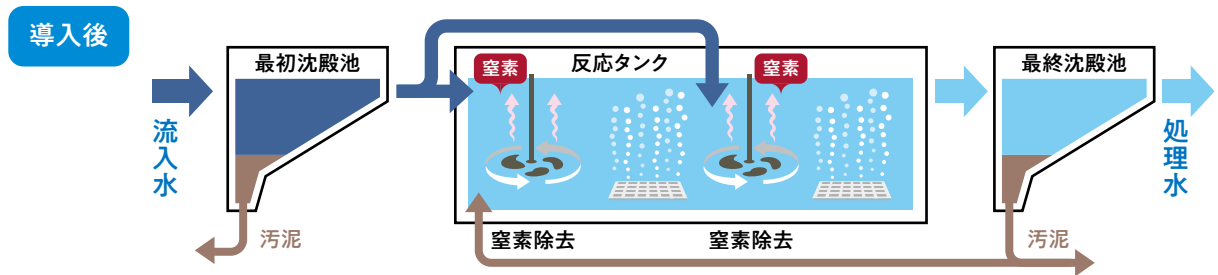 導入後
最初沈殿池
窒素
反応タンク
窒素
最終沈殿池
流入水
処理水
汚泥
窒素除去
窒素除去
汚泥